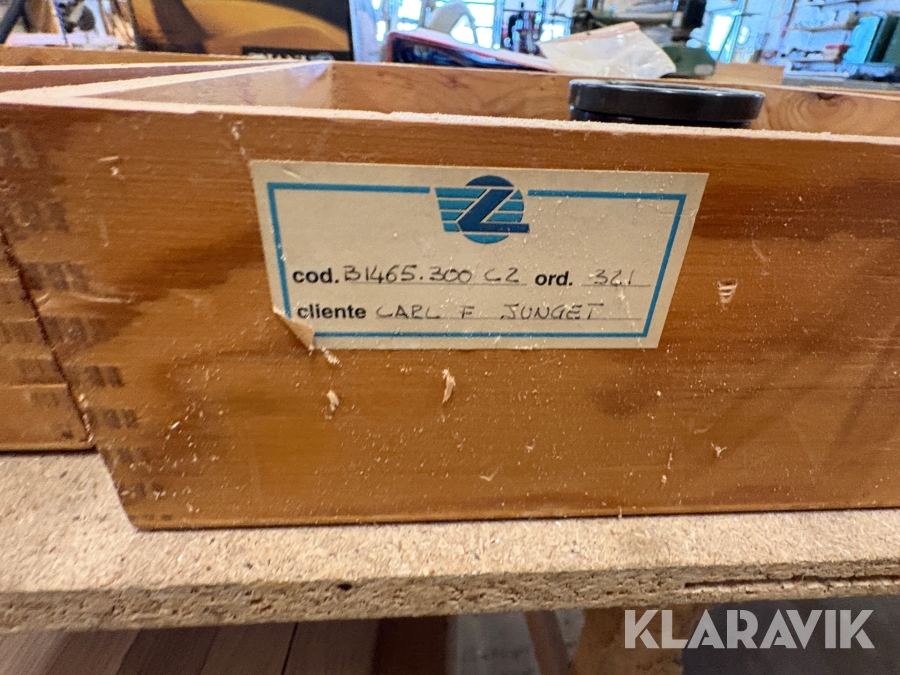 cod. B1465.300 C2 ord. 321
cliente CARL F JUNGET
KLARAVIK